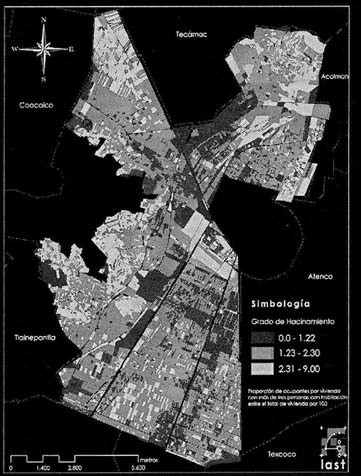 N
W E
S
Tecámac
Acolman
Coacalco
Atenco
Tlalnepantla
Texcoco
Simbología
Grado de Hacinamiento
0.0 - 1.22
1.23 - 2.30
2.31 - 9.00
Proporción de ocupantes por vivienda
con más de tres personas con habitación
entre el total de vivienda por 100
0 1,400 2,800 5,600
metros
last